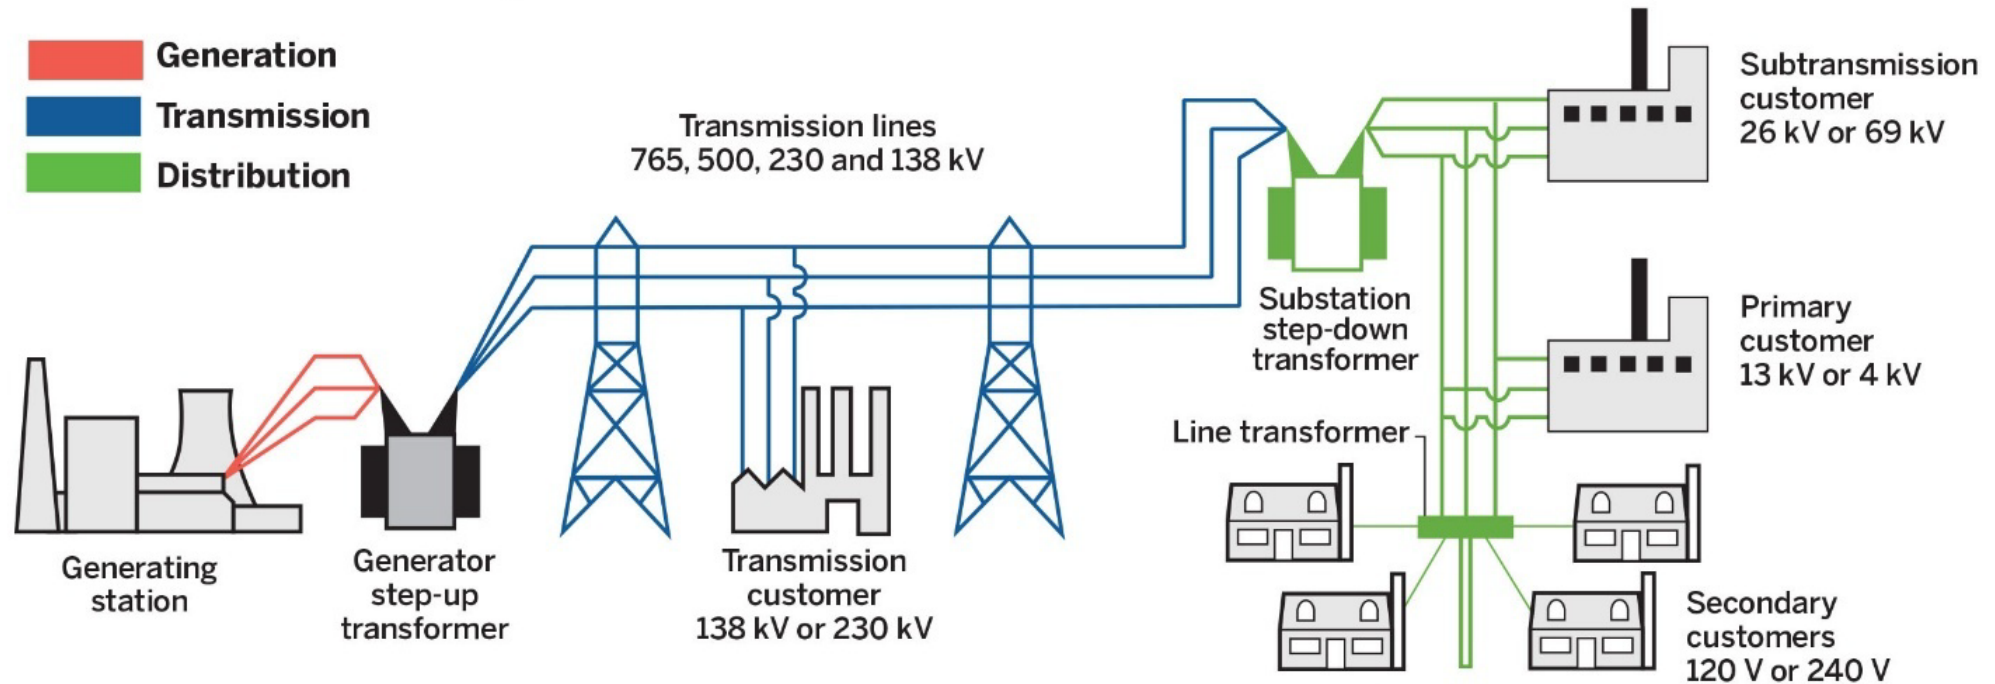 Generation
Transmission
Distribution
Transmission lines
765, 500, 230 and 138 kV
Subtransmission
customer
26 kV or 69 kV
Substation
step-down
transformer
Primary
customer
13 kV or 4 kV
Line transformer
Generating
station
Generator
step-up
transformer
Transmission
customer
138 kV or 230 kV
Secondary
customers
120 V or 240 V